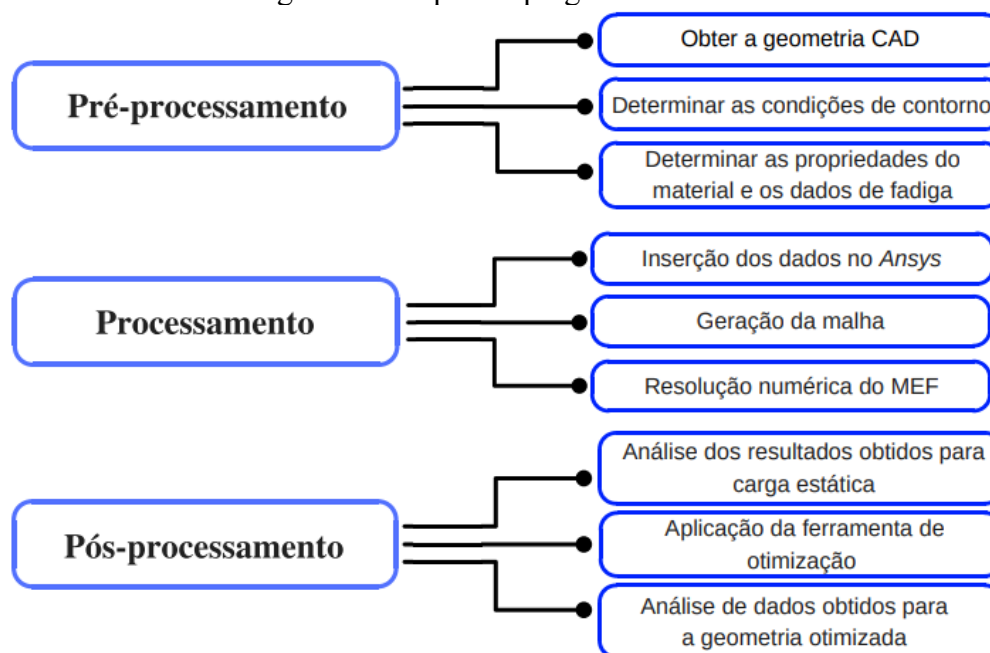 Pré-processamento
Obter a geometria CAD
Determinar as condições de contorno
Determinar as propriedades do
material e os dados de fadiga
Processamento
Inserção dos dados no Ansys
Geração da malha
Resolução numérica do MEF
Pós-processamento
Análise dos resultados obtidos para
carga estática
Aplicação da ferramenta de
otimização
Análise de dados obtidos para
a geometria otimizada